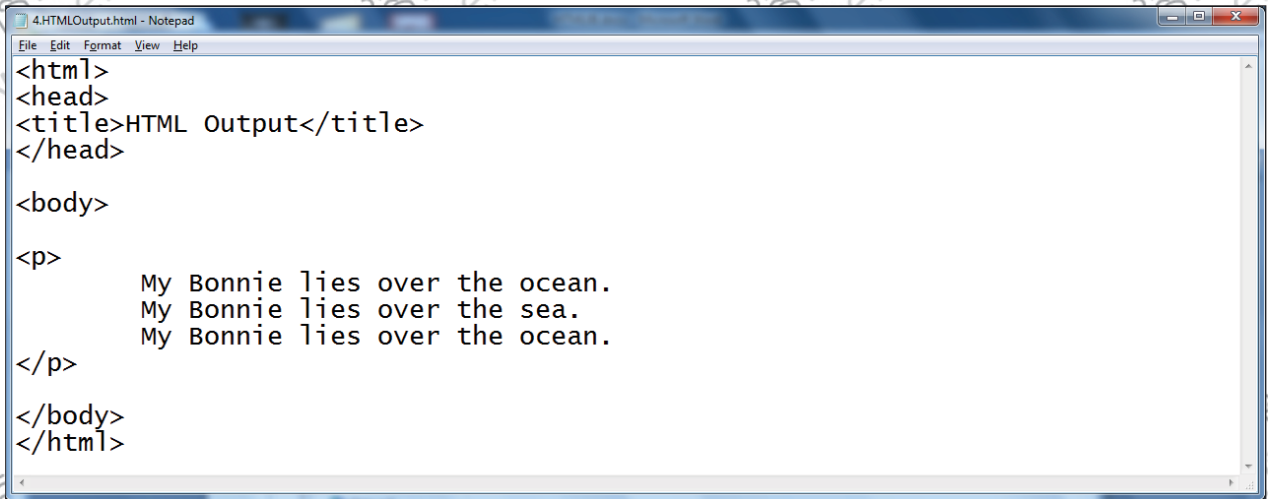 4.HTMLOutput.html - Notepad
File Edit Format View Help
<html>
<head>
<title>HTML Output</title>
</head>
<body>
<p>
My Bonnie lies over the ocean.
My Bonnie lies over the sea.
My Bonnie lies over the ocean.
</p>
</body>
</html>